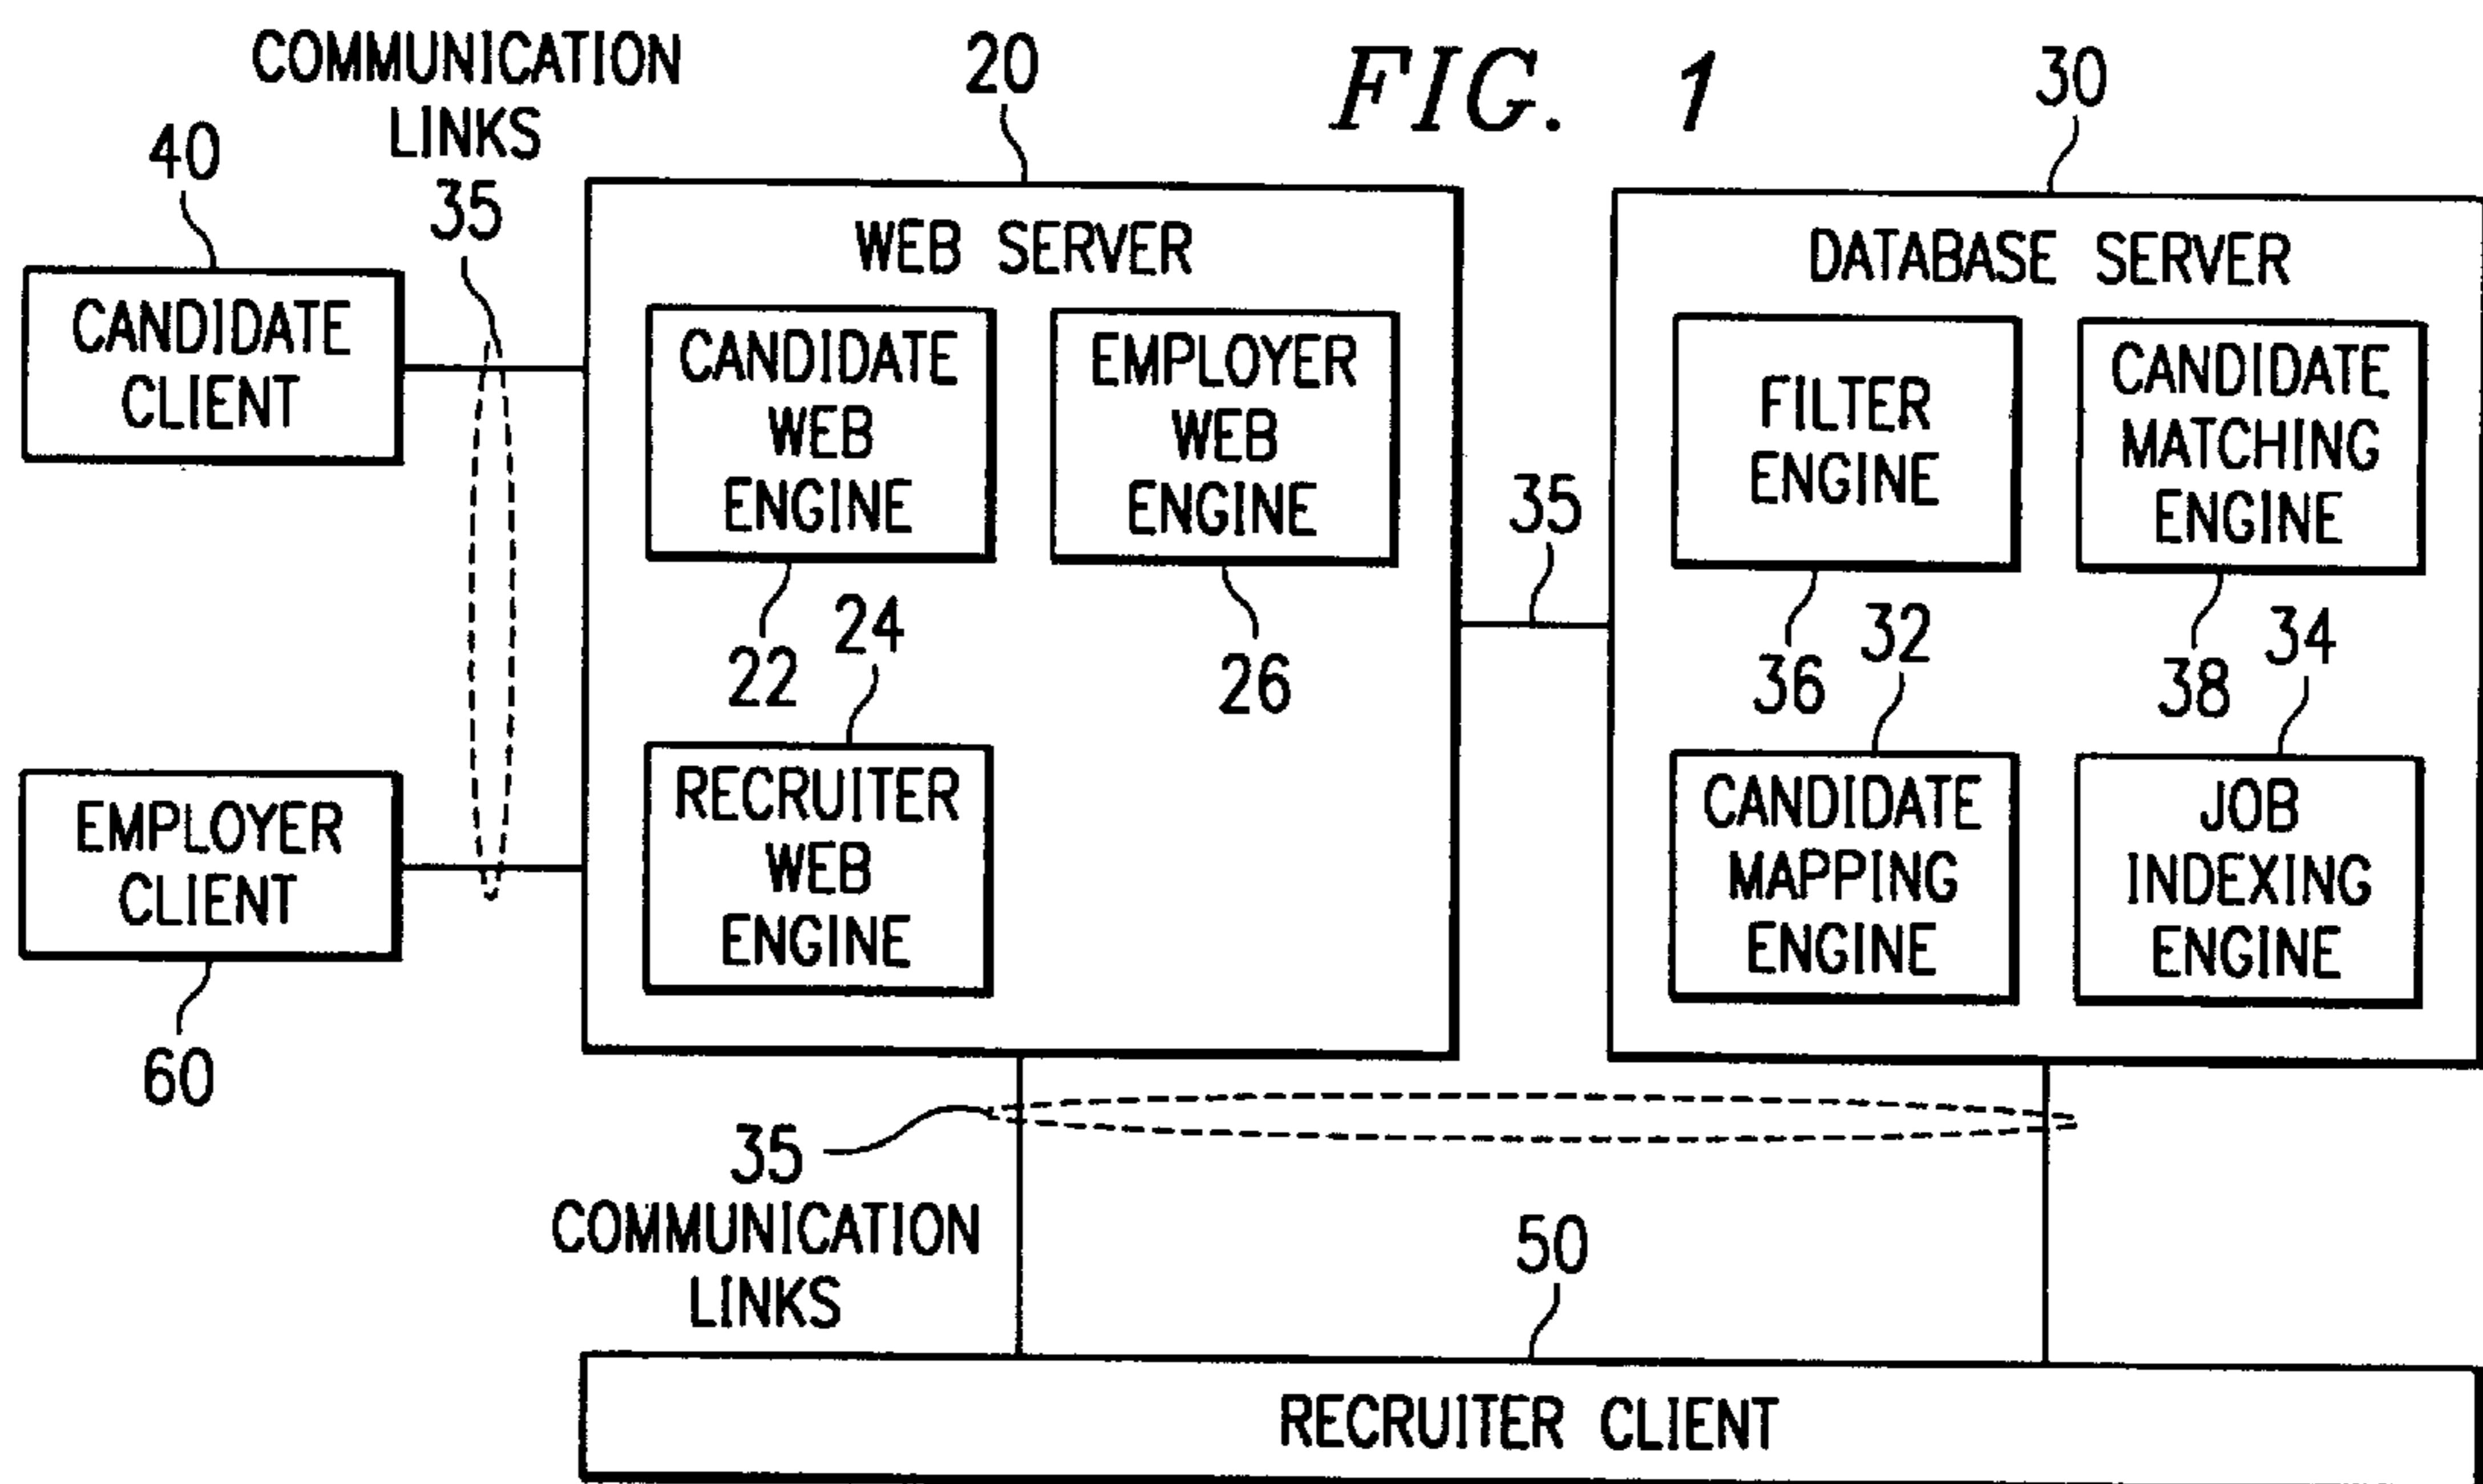 FIG. 1
COMMUNICATION
LINKS
35
40
CANDIDATE
CLIENT
EMPLOYER
CLIENT
60
20
WEB SERVER
CANDIDATE
WEB
ENGINE
22
EMPLOYER
WEB
ENGINE
26
24
RECRUITER
WEB
ENGINE
35
30
DATABASE SERVER
FILTER
ENGINE
36
CANDIDATE
MATCHING
ENGINE
38
32
CANDIDATE
MAPPING
ENGINE
34
JOB
INDEXING
ENGINE
35
COMMUNICATION
LINKS
50
RECRUITER CLIENT